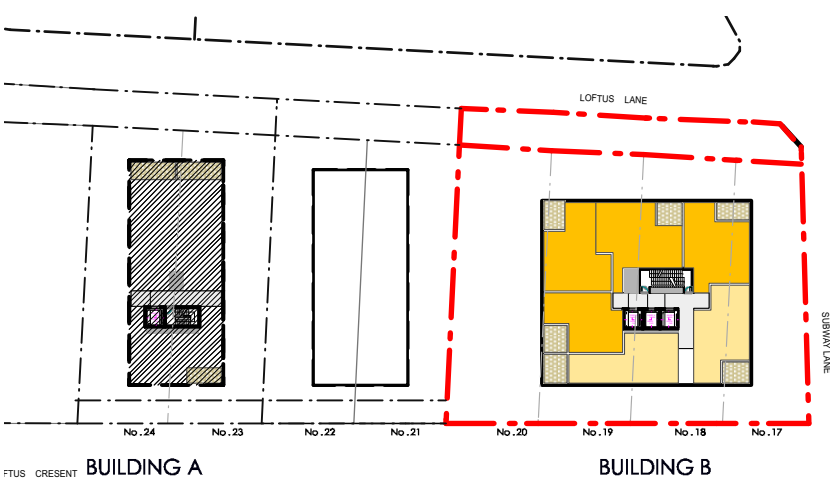 LOFTUS LANE
SUBWAY LANE
No.24 No.23 No.22 No.21 No.20 No.19 No.18 No.17
FTUS CRESENT BUILDING A BUILDING B